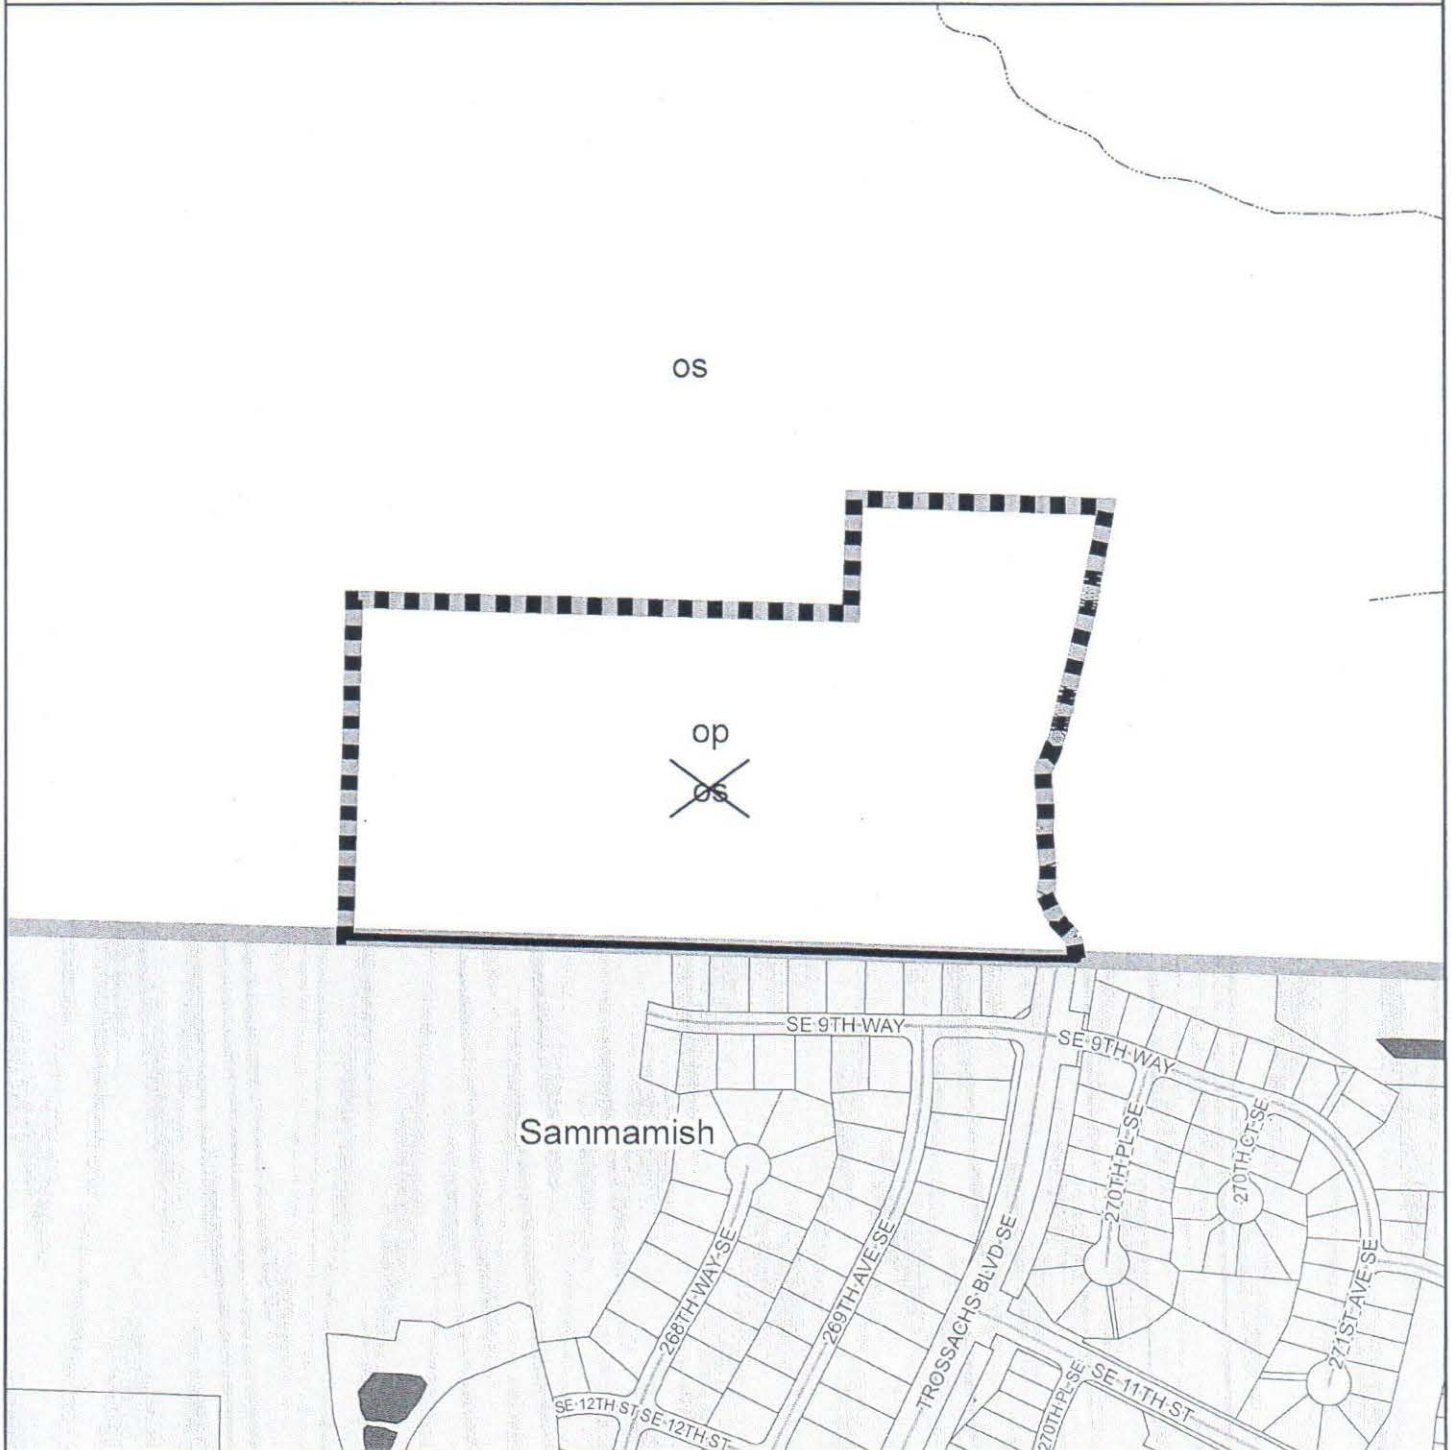 os
op
os
SE 9TH WAY
SE 9TH WAY
Sammamish
270TH PL SE
270TH CT SE
268TH WAY SE
269TH AVE SE
TROSSACHS BLVD SE
271ST AVE SE
SE 12TH ST
SE 12TH ST
270TH PL SE
SE 11TH ST